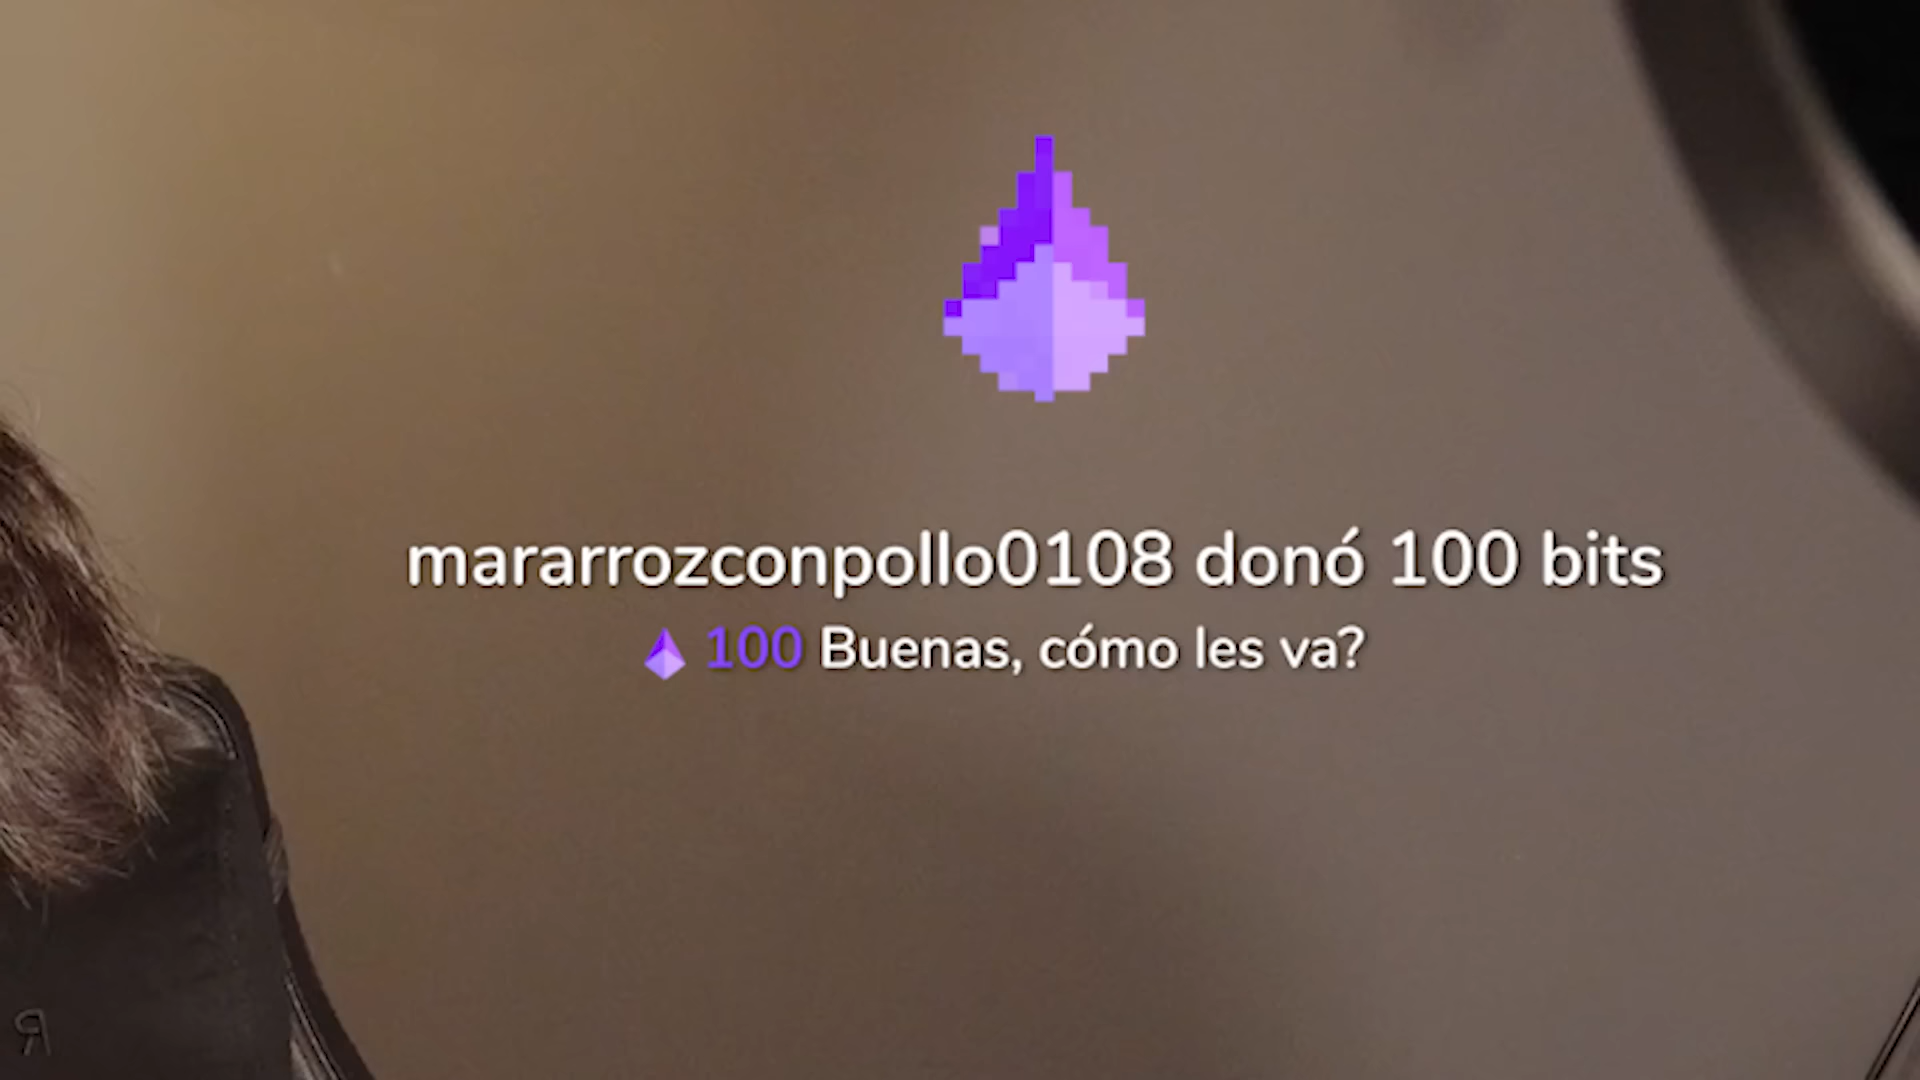 mararrozconpollo0108 donó 100 bits
100 Buenas, cómo les va?